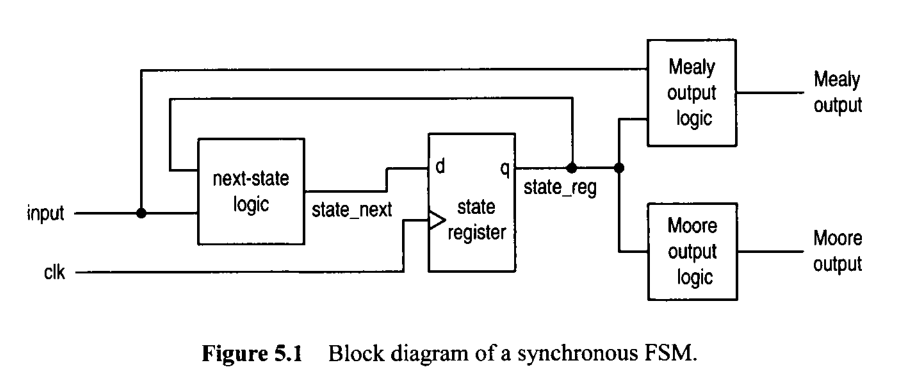 Mealy
output
logic
Mealy
output
next-state
logic
d
q
state
register
state_next
state_reg
input
clk
Moore
output
logic
Moore
output
Figure 5.1 Block diagram of a synchronous FSM.